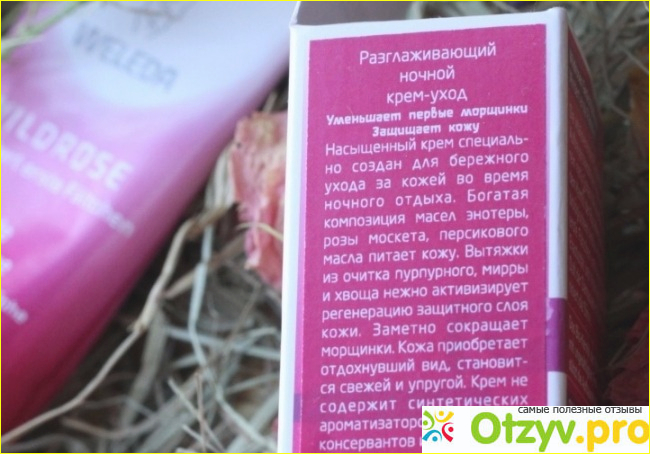 WELEDA
WILDROSE
Разглаживающий
ночной
крем-уход
Уменьшает первые морщинки
Защищает кожу
Насыщенный крем специаль-
но создан для бережного
ухода за кожей во время
ночного отдыха. Богатая
композиция масел энотеры,
розы москета, персикового
масла питает кожу. Вытяжки
из очитка пурпурного, мирры
и хвоща нежно активизирует
регенерацию защитного слоя
кожи. Заметно сокращает
морщинки. Кожа приобретает
отдохнувший вид, становит-
ся свежей и упругой. Крем не
содержит синтетических
ароматизаторо
консервантов
самые полезные отзывы
Otzyv.pro